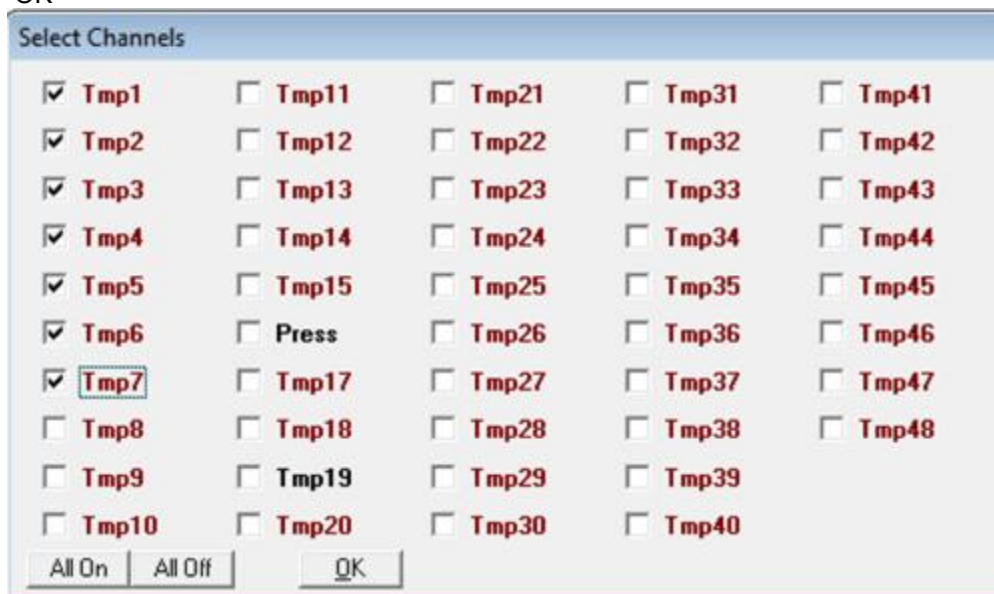 OK
Select Channels
Tmp1 Tmp11 Tmp21 Tmp31 Tmp41
Tmp2 Tmp12 Tmp22 Tmp32 Tmp42
Tmp3 Tmp13 Tmp23 Tmp33 Tmp43
Tmp4 Tmp14 Tmp24 Tmp34 Tmp44
Tmp5 Tmp15 Tmp25 Tmp35 Tmp45
Tmp6 Press Tmp26 Tmp36 Tmp46
Tmp7 Tmp17 Tmp27 Tmp37 Tmp47
Tmp8 Tmp18 Tmp28 Tmp38 Tmp48
Tmp9 Tmp19 Tmp29 Tmp39
Tmp10 Tmp20 Tmp30 Tmp40
All On All Off OK